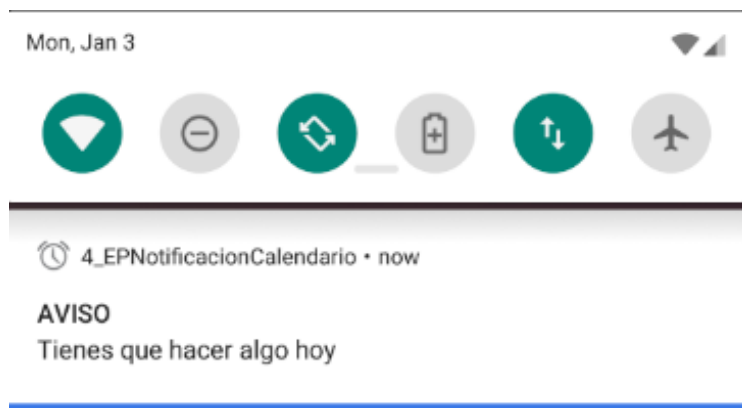 Mon, Jan 3
4_EPNotificacionCalendario • now
AVISO
Tienes que hacer algo hoy